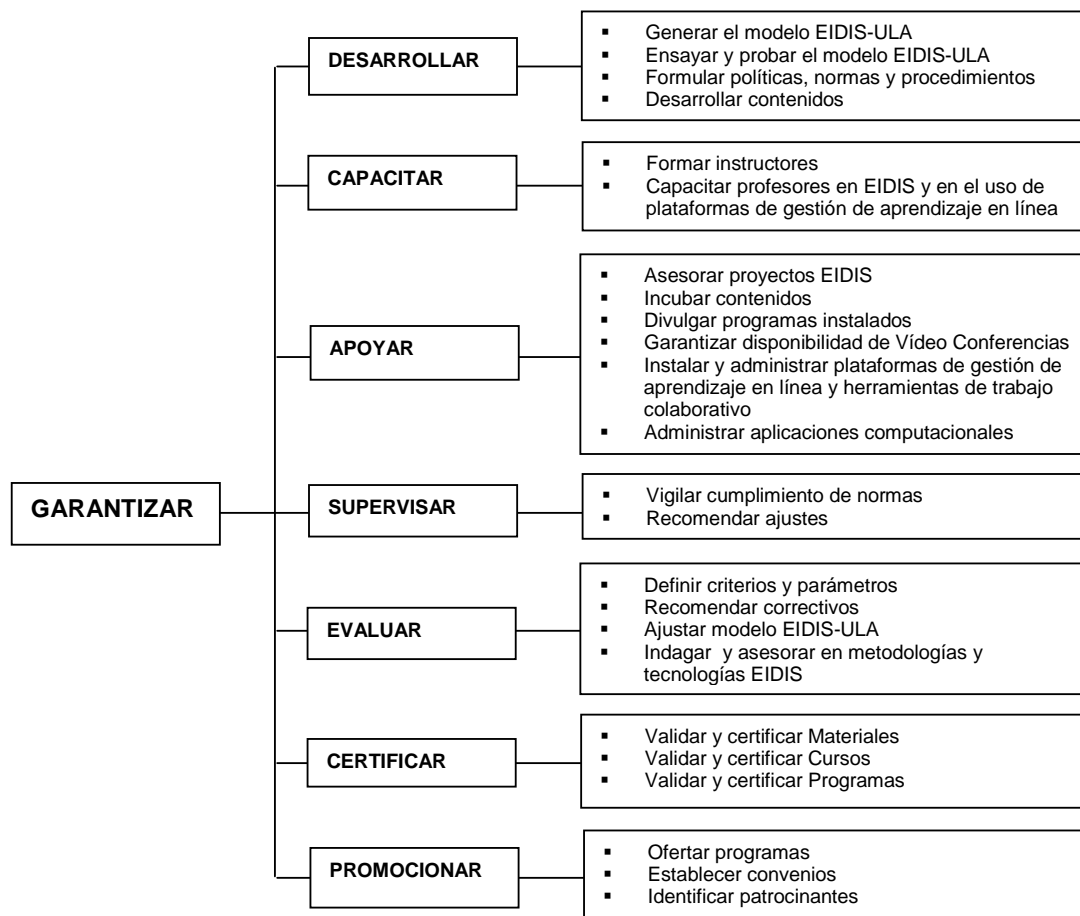 DESARROLLAR
▪ Generar el modelo EIDIS-ULA
▪ Ensayar y probar el modelo EIDIS-ULA
▪ Formular políticas, normas y procedimientos
▪ Desarrollar contenidos
CAPACITAR
▪ Formar instructores
▪ Capacitar profesores en EIDIS y en el uso de
plataformas de gestión de aprendizaje en línea
APOYAR
▪ Asesorar proyectos EIDIS
▪ Incubar contenidos
▪ Divulgar programas instalados
▪ Garantizar disponibilidad de Vídeo Conferencias
▪ Instalar y administrar plataformas de gestión de
aprendizaje en línea y herramientas de trabajo
colaborativo
▪ Administrar aplicaciones computacionales
GARANTIZAR
SUPERVISAR
▪ Vigilar cumplimiento de normas
▪ Recomendar ajustes
EVALUAR
▪ Definir criterios y parámetros
▪ Recomendar correctivos
▪ Ajustar modelo EIDIS-ULA
▪ Indagar y asesorar en metodologías y
tecnologías EIDIS
CERTIFICAR
▪ Validar y certificar Materiales
▪ Validar y certificar Cursos
▪ Validar y certificar Programas
PROMOCIONAR
▪ Ofertar programas
▪ Establecer convenios
▪ Identificar patrocinantes